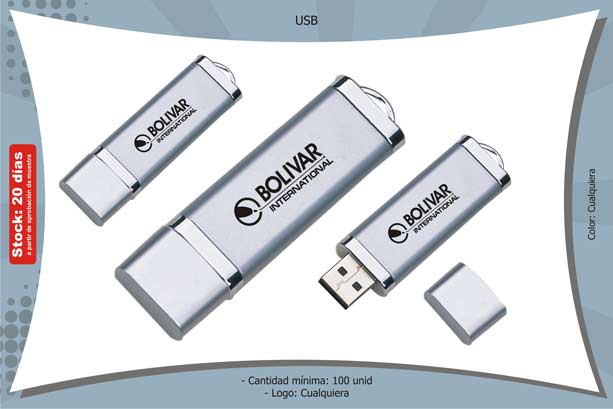 USB
BOLIVAR
INTERNATIONAL
BOLIVAR
INTERNATIONAL
BOLIVAR
INTERNATIONAL
Stock: 20 días
a partir de aprobación de muestra
Color: Cualquiera
- Cantidad mínima: 100 unid
- Logo: Cualquiera